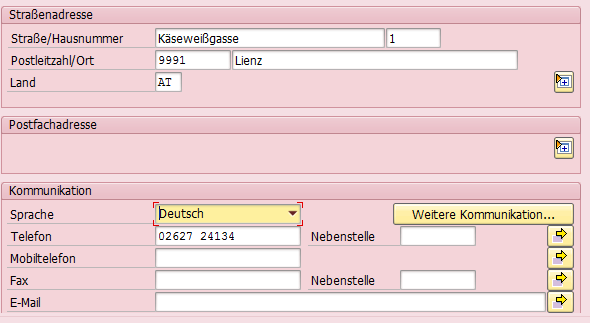 Straßenadresse
Straße/Hausnummer Käseweißgasse 1
Postleitzahl/Ort 9991 Lienz
Land AT
Postfachadresse
Kommunikation
Sprache Deutsch Weitere Kommunikation...
Telefon 02627 24134 Nebenstelle
Mobiltelefon
Fax Nebenstelle
E-Mail